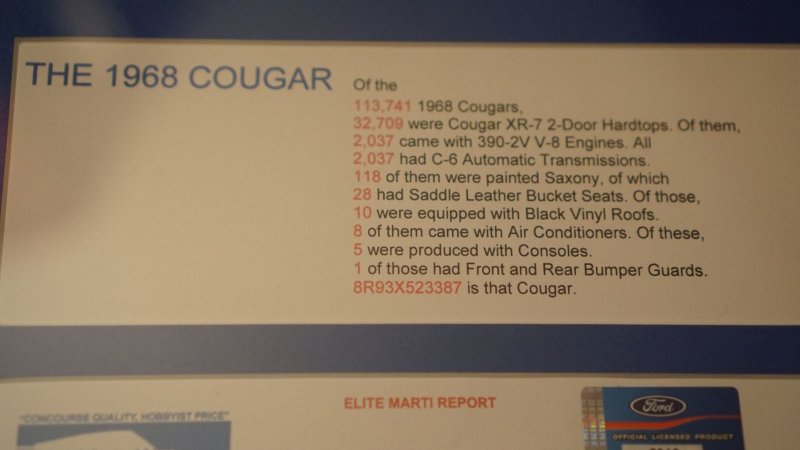 THE 1968 COUGAR
Of the
113,741 1968 Cougars,
32,709 were Cougar XR-7 2-Door Hardtops. Of them,
2,037 came with 390-2V V-8 Engines. All
2,037 had C-6 Automatic Transmissions.
118 of them were painted Saxony, of which
28 had Saddle Leather Bucket Seats. Of those,
10 were equipped with Black Vinyl Roofs.
8 of them came with Air Conditioners. Of these,
5 were produced with Consoles.
1 of those had Front and Rear Bumper Guards.
8R93X523387 is that Cougar.
"CONCOURSE QUALITY, HOBBYIST PRICE"
ELITE MARTI REPORT
Ford
OFFICIAL LICENSED PRODUCT